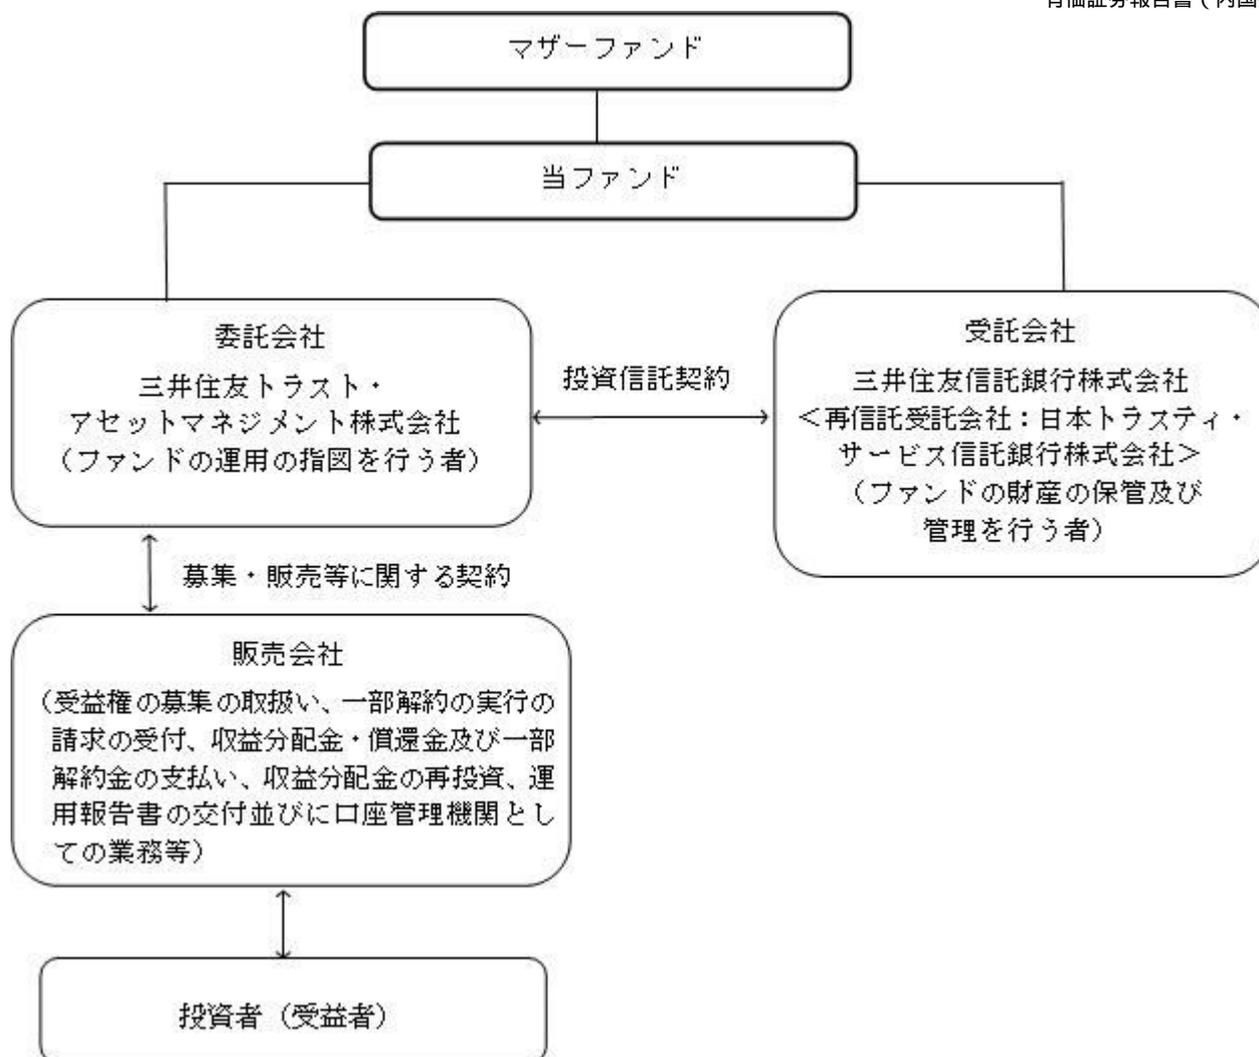 有価証券報告書（内国
マザーファンド
当ファンド
委託会社
三井住友トラスト・
アセットマネジメント株式会社
（ファンドの運用の指図を行う者）
投資信託契約
受託会社
三井住友信託銀行株式会社
＜再信託受託会社：日本トラスティ・
サービス信託銀行株式会社＞
（ファンドの財産の保管及び
管理を行う者）
募集・販売等に関する契約
販売会社
（受益権の募集の取扱い、一部解約の実行の
請求の受付、収益分配金・償還金及び一部
解約金の支払い、収益分配金の再投資、運
用報告書の交付並びに口座管理機関とし
ての業務等）
投資者（受益者）